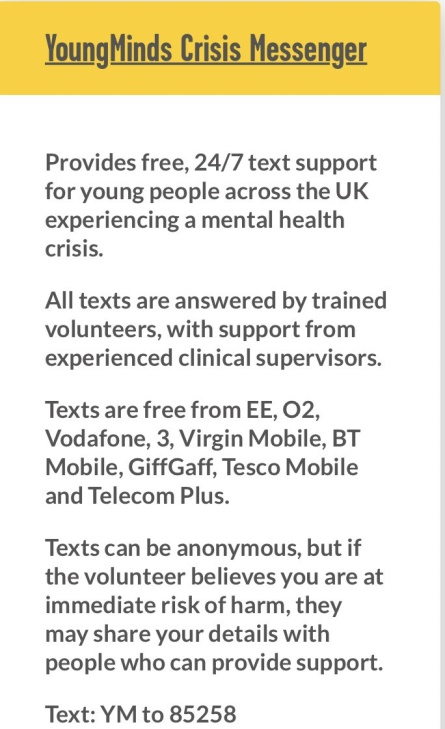 YoungMinds Crisis Messenger
Provides free, 24/7 text support
for young people across the UK
experiencing a mental health
crisis.
All texts are answered by trained
volunteers, with support from
experienced clinical supervisors.
Texts are free from EE, O2,
Vodafone, 3, Virgin Mobile, BT
Mobile, GiffGaff, Tesco Mobile
and Telecom Plus.
Texts can be anonymous, but if
the volunteer believes you are at
immediate risk of harm, they
may share your details with
people who can provide support.
Text: YM to 85258